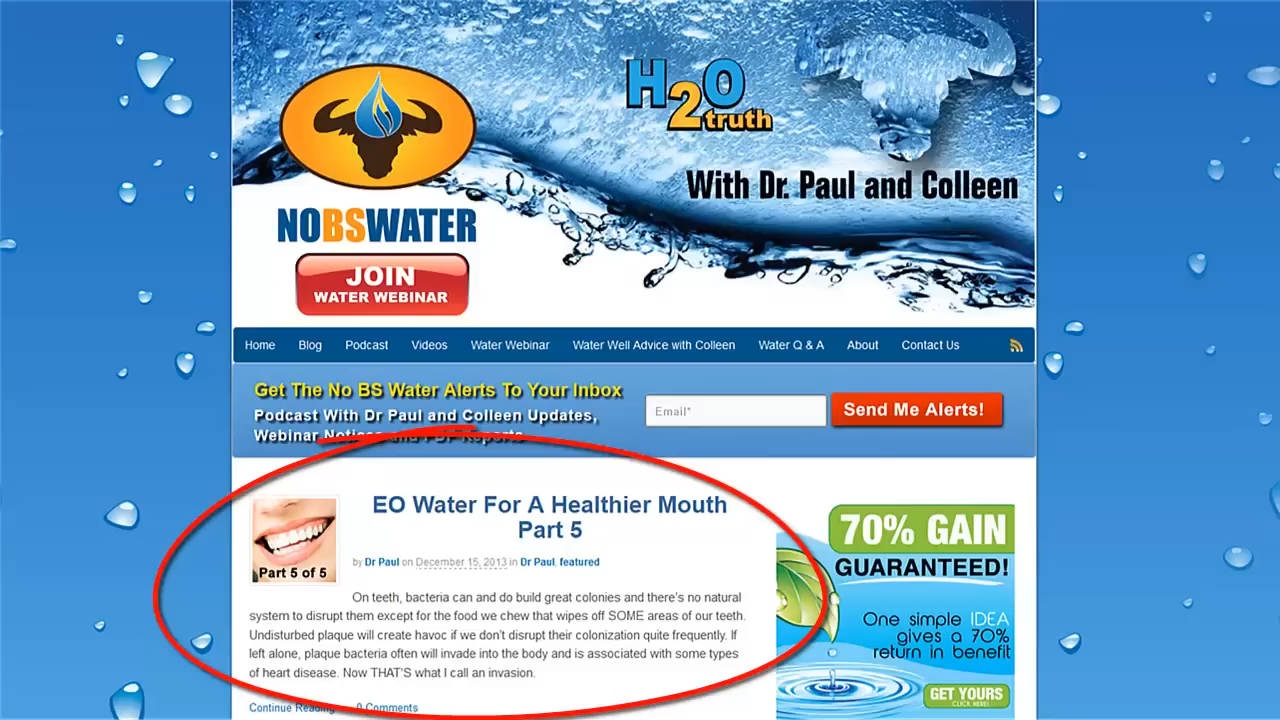 H2O
truth
With Dr. Paul and Colleen
NOBSWATER
JOIN
WATER WEBINAR
Home Blog Podcast Videos Water Webinar Water Well Advice with Colleen Water Q & A About Contact Us
Get The No BS Water Alerts To Your Inbox
Podcast With Dr Paul and Colleen Updates,
Webinar Notices and PDF Reports
Email*
Send Me Alerts!
EO Water For A Healthier Mouth
Part 5
Part 5 of 5
by Dr Paul on December 15, 2013 in Dr Paul, featured
On teeth, bacteria can and do build great colonies and there's no natural
system to disrupt them except for the food we chew that wipes off SOME areas of our teeth.
Undisturbed plaque will create havoc if we don't disrupt their colonization quite frequently. If
left alone, plaque bacteria often will invade into the body and is associated with some types
of heart disease. Now THAT'S what I call an invasion.
Continue Reading 0 Comments
70% GAIN
GUARANTEED!
One simple IDEA
gives a 70%
return in benefit
GET YOURS
CLICK HERE!